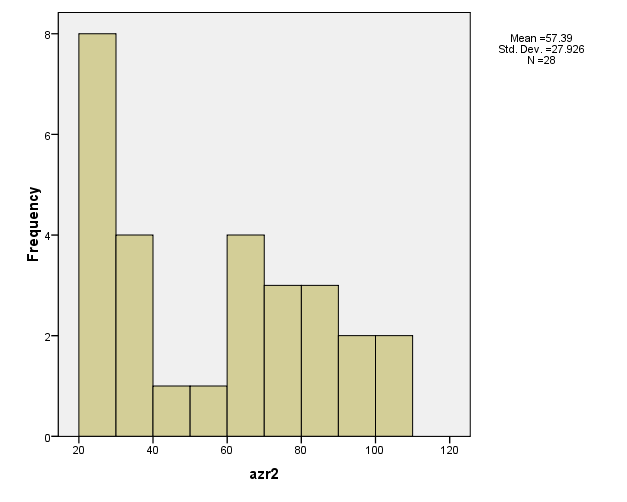 Mean =57.39
Std. Dev. =27.926
N =28
Frequency
8
6
4
2
0
20 40 60 80 100 120
azr2